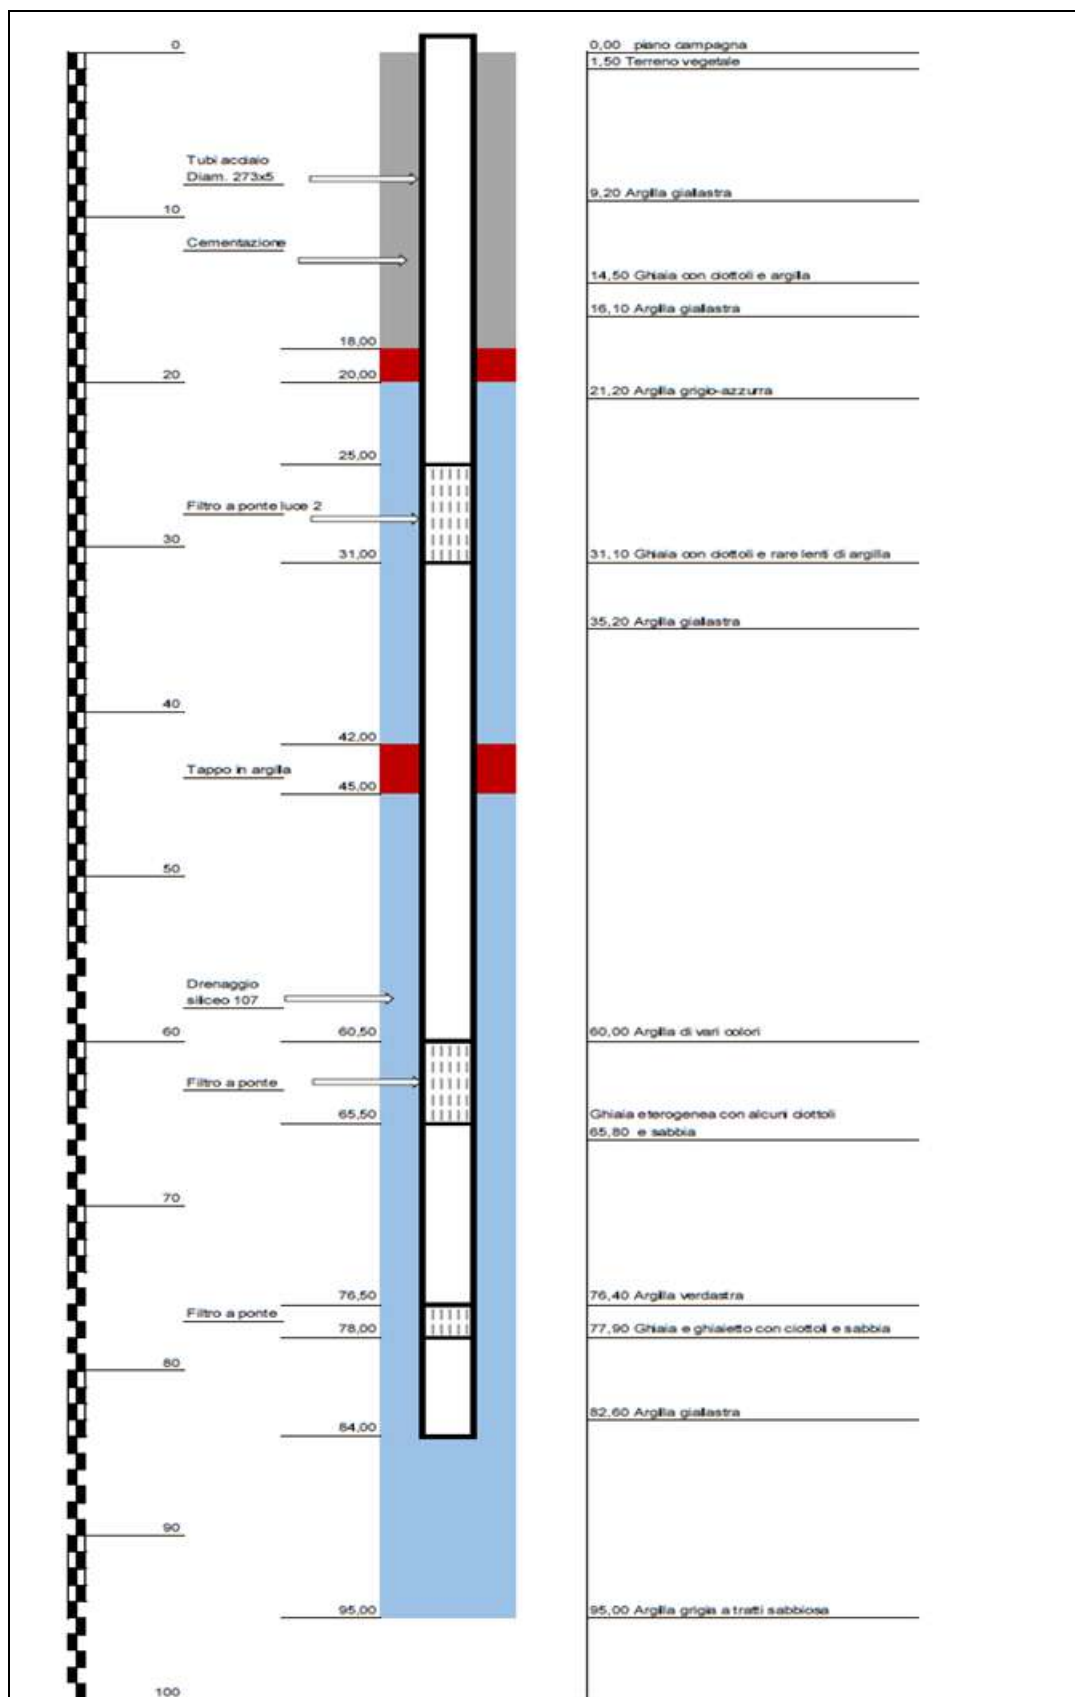 0
0,00 piano campagna
1,50 Terreno vegetale
Tubi acciaio
Diam. 273x5
9,20 Argilla giallastra
10
Cementazione
14,50 Ghiaia con ciottoli e argilla
16,10 Argilla giallastra
18,00
20
20,00
21,20 Argilla grigio-azzurra
25,00
Filtro a ponte luce 2
30
31,00
31,10 Ghiaia con ciottoli e rare lenti di argilla
35,20 Argilla giallastra
40
42,00
Tappo in argilla
45,00
50
Drenaggio
siliceo 107
60
60,50
60,00 Argilla di vari colori
Filtro a ponte
65,50
Ghiaia eterogenea con alcuni ciottoli
65,80 e sabbia
70
76,50
76,40 Argilla verdastra
Filtro a ponte
78,00
77,90 Ghiaia e ghiaietto con ciottoli e sabbia
80
82,60 Argilla giallastra
84,00
90
95,00
95,00 Argilla grigia a tratti sabbiosa
100